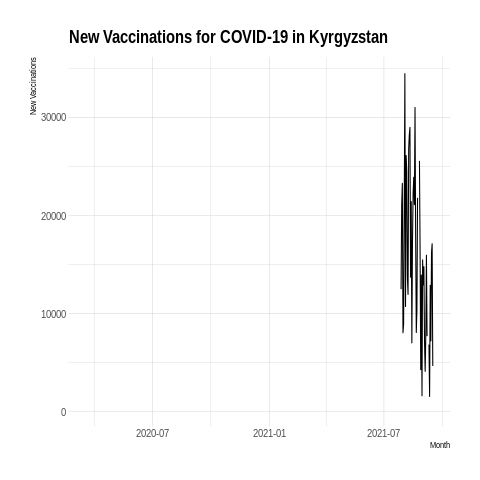 New Vaccinations for COVID-19 in Kyrgyzstan
New Vaccinations
30000
20000
10000
0
2020-07 2021-01 2021-07
Month